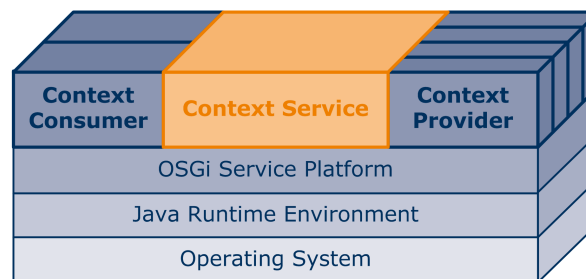 Context
Consumer
Context Service
Context
Provider
OSGi Service Platform
Java Runtime Environment
Operating System